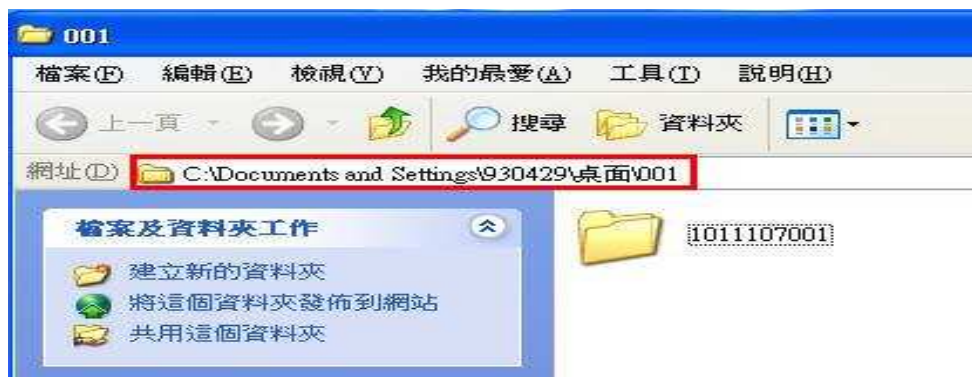 001
檔案(F) 編輯(E) 檢視(V) 我的最愛(A) 工具(T) 說明(H)
上一頁 搜尋 資料夾
網址(D) C:\Documents and Settings\930429\桌面\001
檔案及資料夾工作
1011107001
建立新的資料夾
將這個資料夾發佈到網站
共用這個資料夾